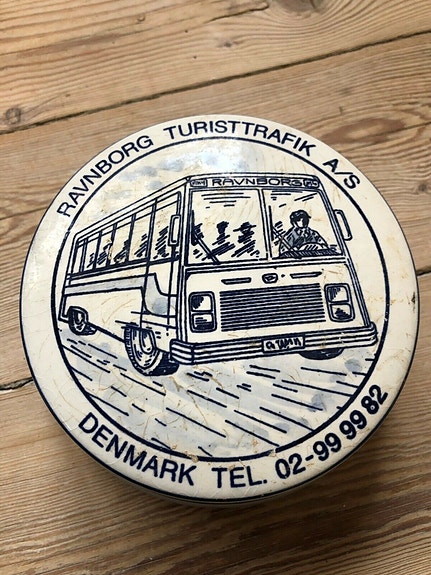 RAVNBORG TURISTTRAFIK A/S
RAVNBORG
DENMARK TEL. 02-99 99 82